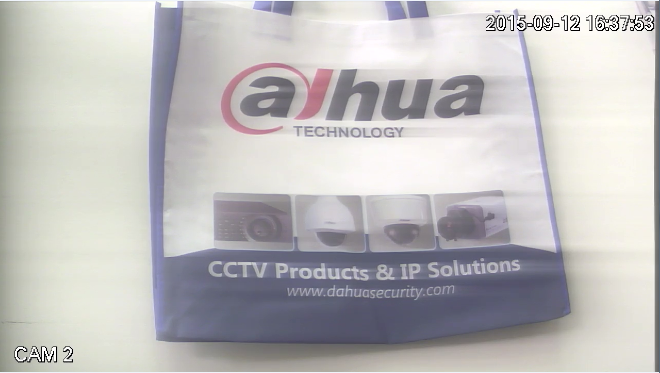 2015-09-12 16:37:53
alhua
TECHNOLOGY
CCTV Products & IP Solutions
www.dahuasecurity.com
CAM 2